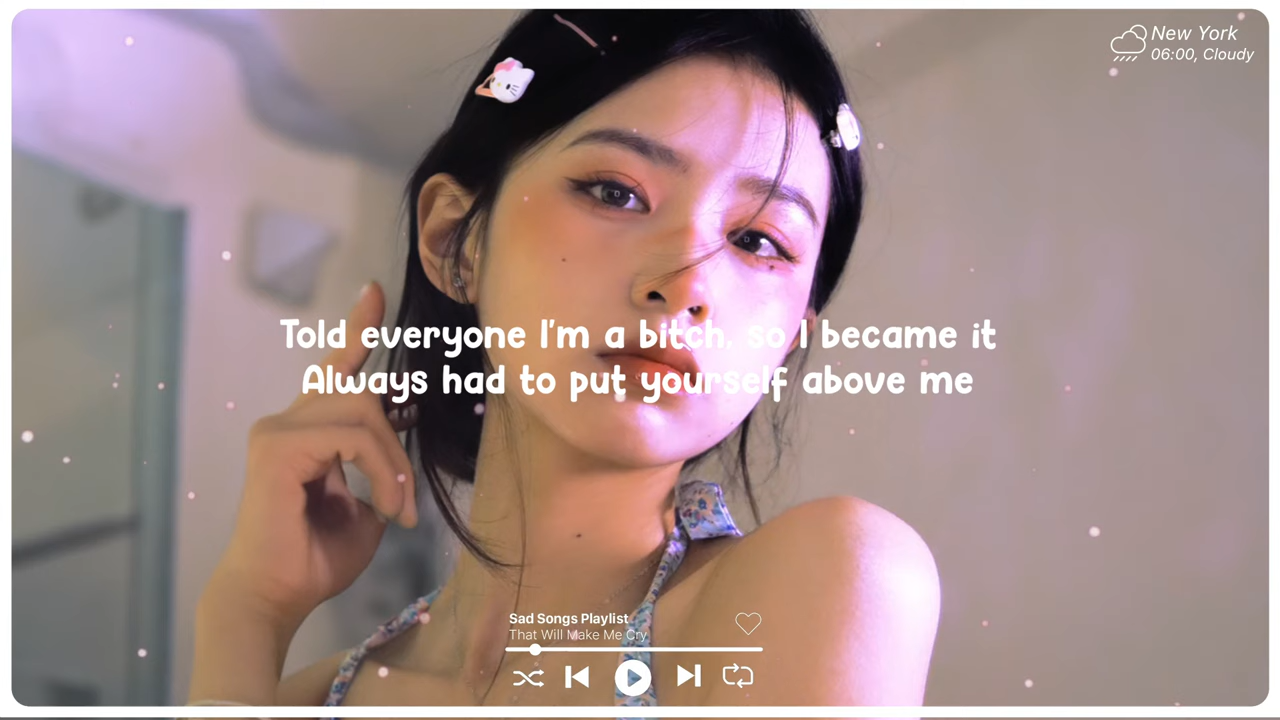 New York
06:00, Cloudy
Told everyone I'm a bitch, so I became it
Always had to put yourself above me
Sad Songs Playlist
That Will Make Me Cry